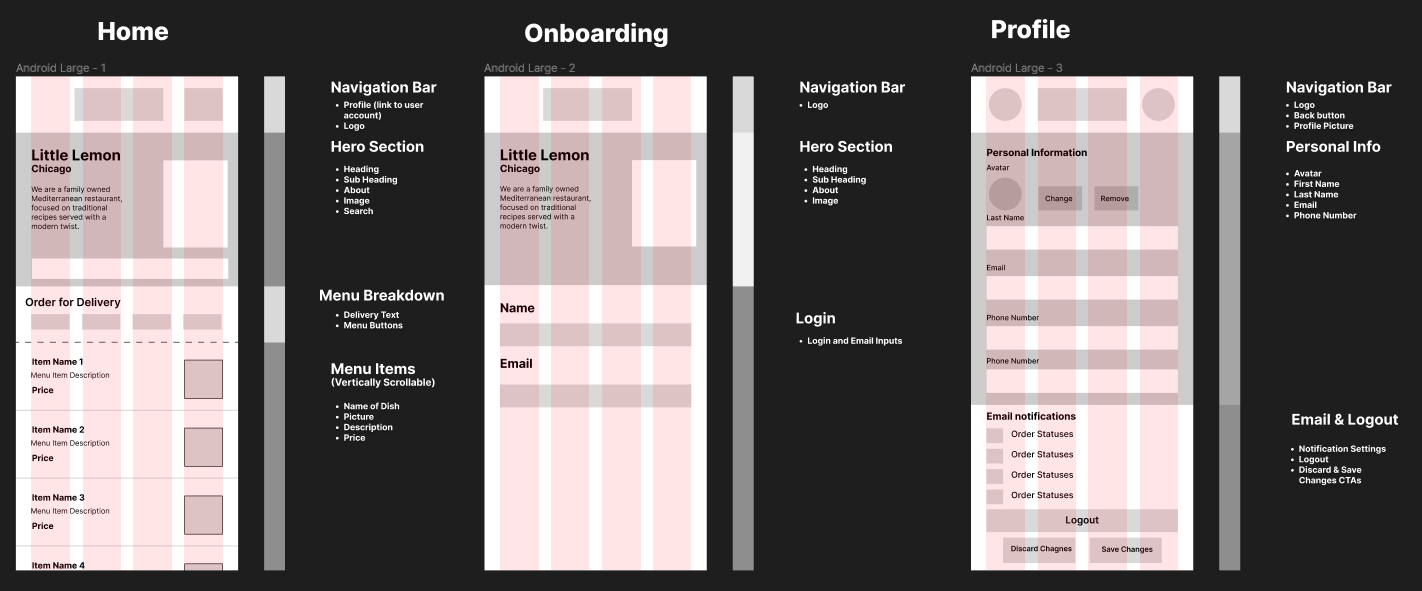 Home
Android Large - 1
Little Lemon
Chicago
We are a family owned
Mediterranean restaurant,
focused on traditional
recipes served with a
modern twist.
Order for Delivery
Item Name 1
Menu Item Description
Price
Item Name 2
Menu Item Description
Price
Item Name 3
Menu Item Description
Price
Item Name 4
Navigation Bar
• Profile (link to user
account)
• Logo
Hero Section
• Heading
• Sub Heading
• About
• Image
• Search
Menu Breakdown
• Delivery Text
• Menu Buttons
Menu Items
(Vertically Scrollable)
• Name of Dish
• Picture
• Description
• Price
Onboarding
Android Large - 2
Little Lemon
Chicago
We are a family owned
Mediterranean restaurant,
focused on traditional
recipes served with a
modern twist.
Name
Email
Navigation Bar
• Logo
Hero Section
• Heading
• Sub Heading
• About
• Image
Login
• Login and Email Inputs
Profile
Android Large - 3
Personal Information
Avatar
Change
Remove
Last Name
Email
Phone Number
Phone Number
Email notifications
Order Statuses
Order Statuses
Order Statuses
Order Statuses
Logout
Discard Chagnes
Save Changes
Navigation Bar
• Logo
• Back button
• Profile Picture
Personal Info
• Avatar
• First Name
• Last Name
• Email
• Phone Number
Email & Logout
• Notification Settings
• Logout
• Discard & Save
Changes CTAs